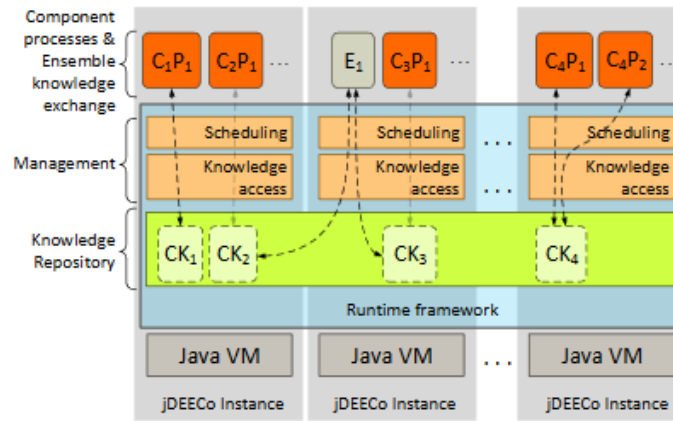 Component
processes &
Ensemble
knowledge
exchange
C1P1
C2P1
...
E1
C3P1
...
C4P1
C4P2
...
Management
Scheduling
Scheduling
...
Scheduling
Knowledge
access
Knowledge
access
...
Knowledge
access
Knowledge
Repository
CK1
CK2
CK3
CK4
Runtime framework
Java VM
Java VM
...
Java VM
jDEECo Instance
jDEECo Instance
jDEECo Instance